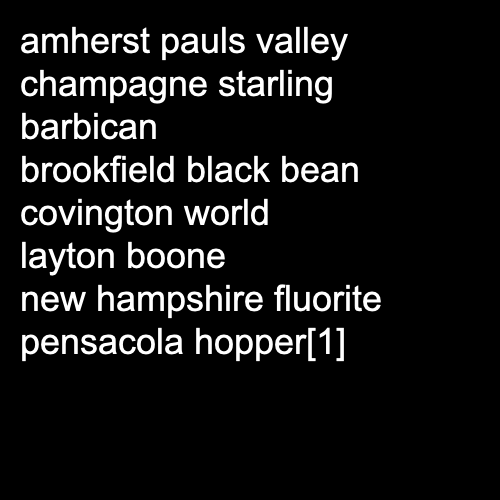 amherst pauls valley
champagne starling
barbican
brookfield black bean
covington world
layton boone
new hampshire fluorite
pensacola hopper[1]